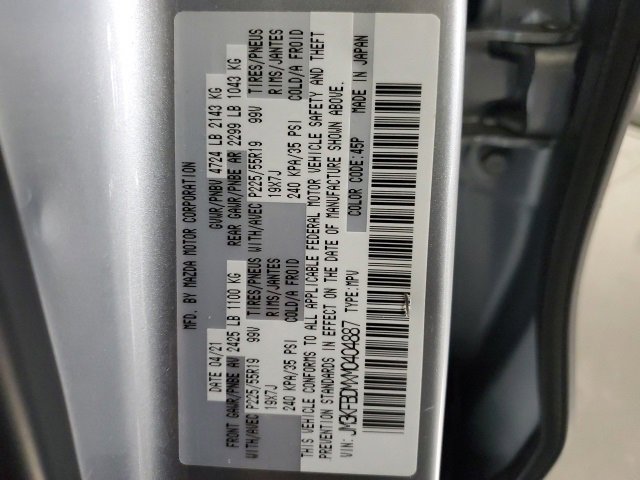 MFD. BY MAZDA MOTOR CORPORATION
DATE 04/21 GVWR/PNBV 4724 LB 2143 KG
FRONT GAWR/PNBE AV 2425 LB 1100 KG REAR GAWR/PNBE AR 2299 LB 1043 KG
WITH/AVEC P225/55R19 99V TIRES/PNEUS WITH/AVEC P225/55R19 99V TIRES/PNEUS
19X7J RIMS/JANTES 19X7J RIMS/JANTES
240 KPA/35 PSI COLD/A FROID 240 KPA/35 PSI COLD/A FROID
THIS VEHICLE CONFORMS TO ALL APPLICABLE FEDERAL MOTOR VEHICLE SAFETY AND THEFT
PREVENTION STANDARDS IN EFFECT ON THE DATE OF MANUFACTURE SHOWN ABOVE.
VIN: JM3KFBDMXM0404887 TYPE:MPV COLOR CODE:45P MADE IN JAPAN